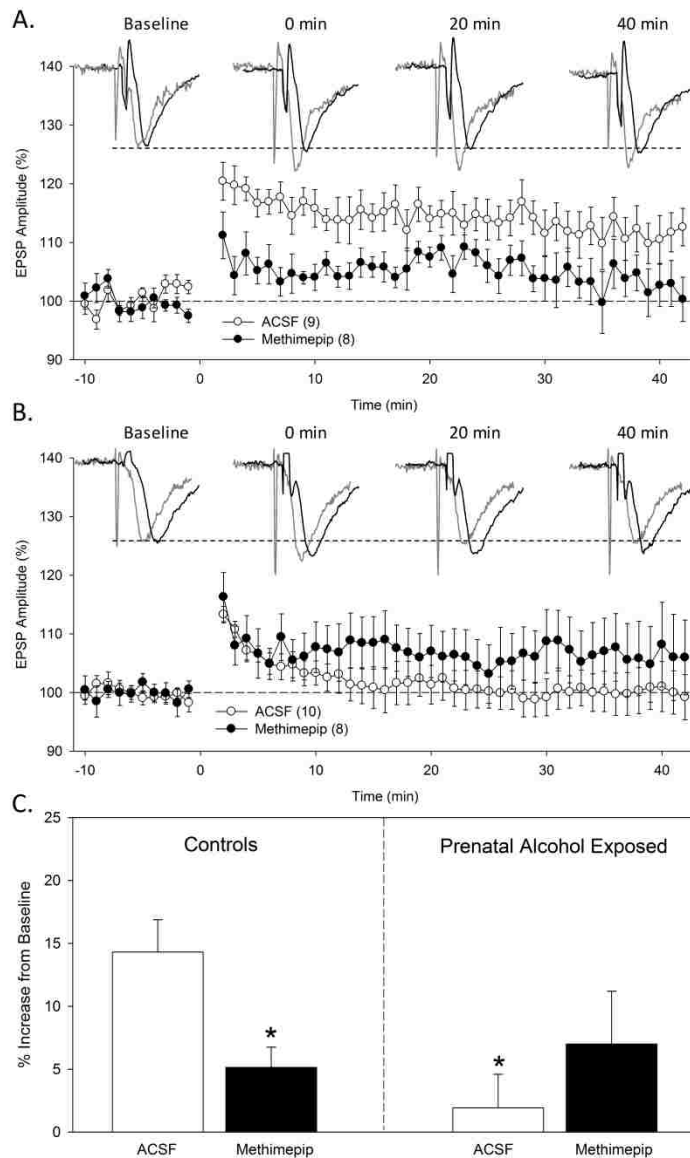 A.
Baseline 0 min 20 min 40 min
140
130
120
110
100
90
EPSP Amplitude (%)
ACSF (9)
Methimepip (8)
-10 0 10 20 30 40
Time (min)
B.
Baseline 0 min 20 min 40 min
140
130
120
110
100
90
EPSP Amplitude (%)
ACSF (10)
Methimepip (8)
-10 0 10 20 30 40
Time (min)
C.
25
20
15
10
5
0
% Increase from Baseline
Controls Prenatal Alcohol Exposed
* *
ACSF Methimepip ACSF Methimepip